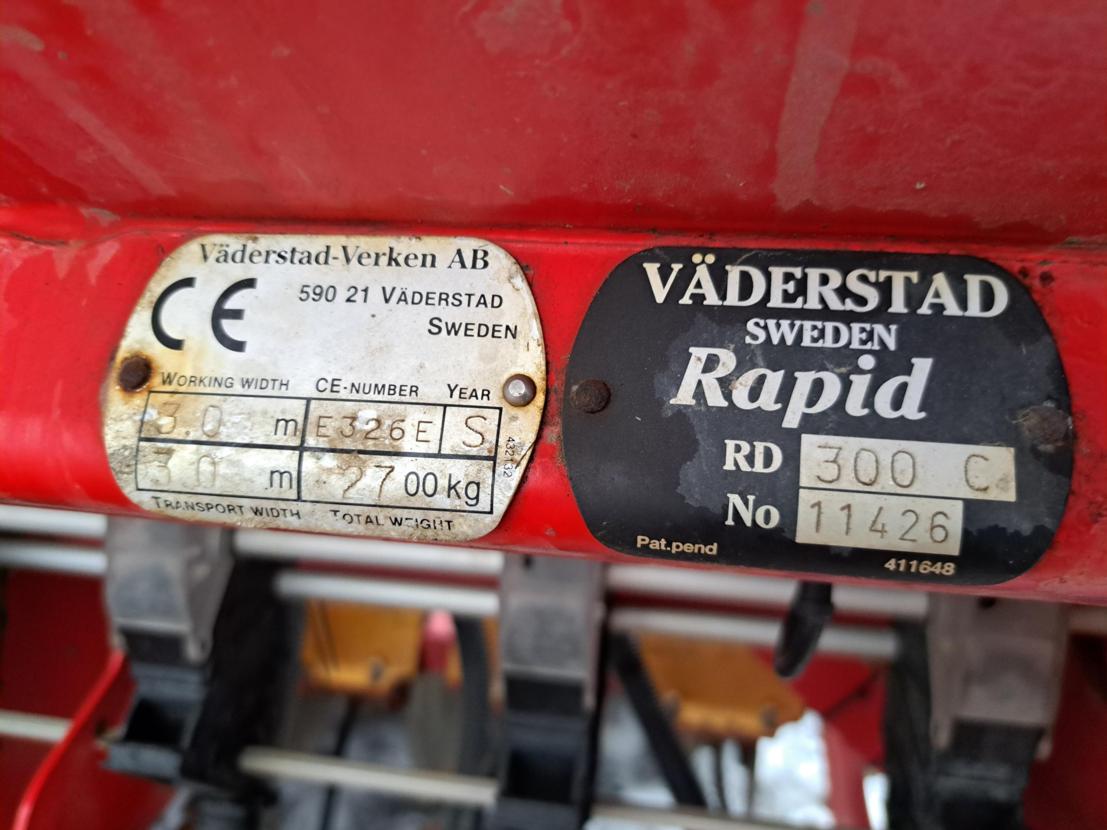 Väderstad-Verken AB
CE
590 21 VÄDERSTAD
SWEDEN
WORKING WIDTH CE-NUMBER YEAR
3.0 m E326E S
3.0 m 2700 kg
TRANSPORT WIDTH TOTAL WEIGHT
432132
VÄDERSTAD
SWEDEN
Rapid
RD 300 C
No 11426
Pat.pend
411648